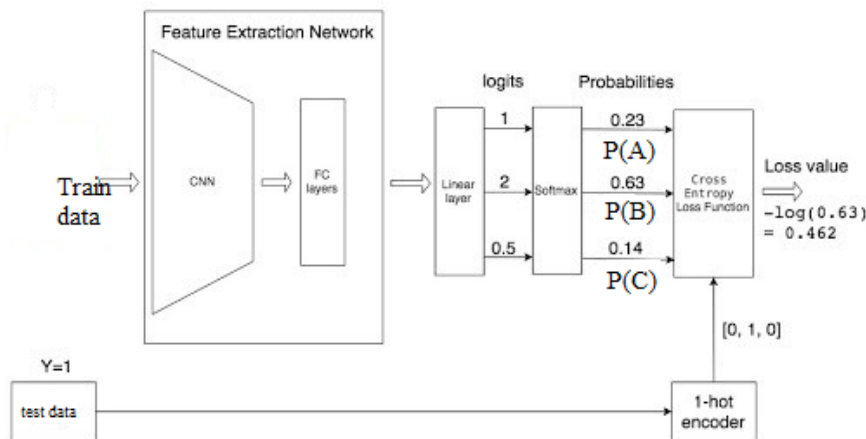 Feature Extraction Network
logits
Probabilities
1
0.23
P(A)
Train
data
CNN
FC
layers
Linear
layer
2
Softmax
0.63
P(B)
Cross
Entropy
Loss Function
Loss value
-log(0.63)
= 0.462
0.5
0.14
P(C)
[0, 1, 0]
Y=1
test data
1-hot
encoder